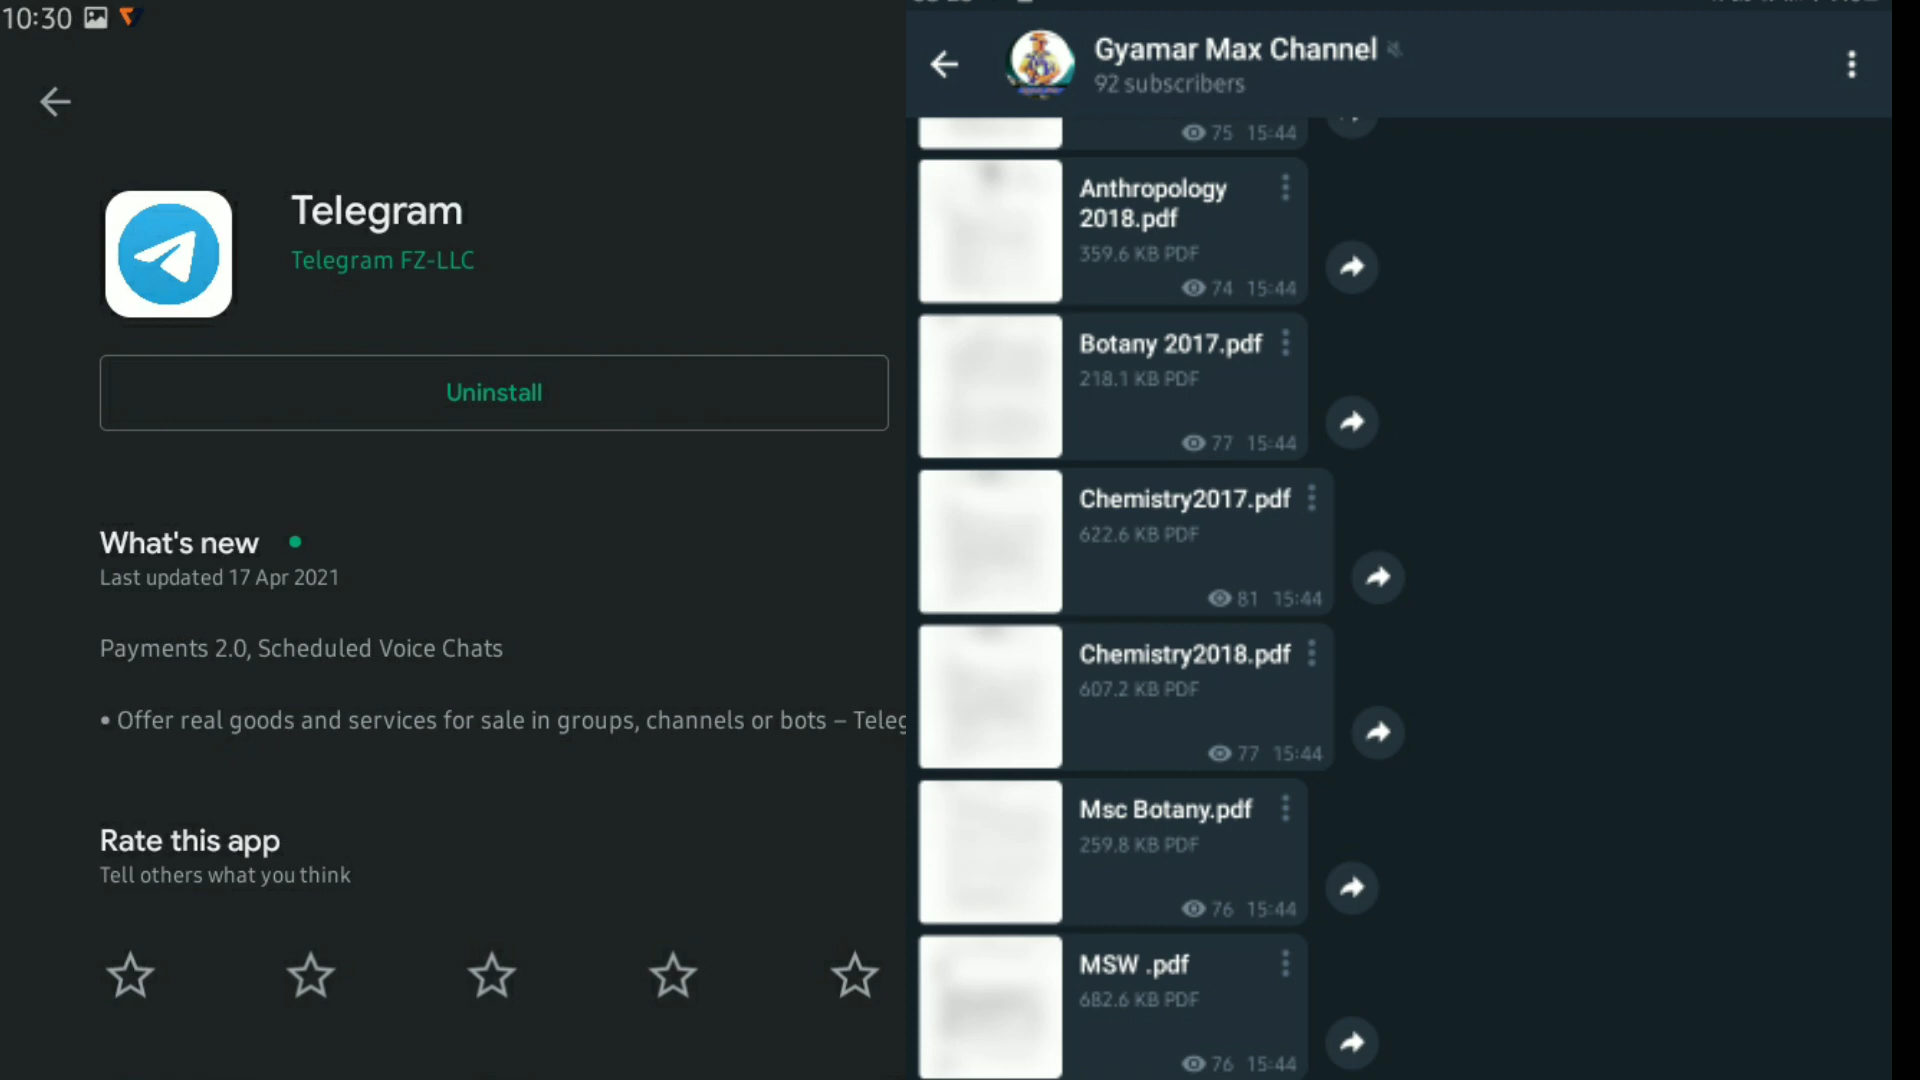 10:30
Telegram
Telegram FZ-LLC
Uninstall
What's new
Last updated 17 Apr 2021
Payments 2.0, Scheduled Voice Chats
• Offer real goods and services for sale in groups, channels or bots – Teleg
Rate this app
Tell others what you think
Gyamar Max Channel
92 subscribers
75 15:44
Anthropology
2018.pdf
359.6 KB PDF
74 15:44
Botany 2017.pdf
218.1 KB PDF
77 15:44
Chemistry2017.pdf
622.6 KB PDF
81 15:44
Chemistry2018.pdf
607.2 KB PDF
77 15:44
Msc Botany.pdf
259.8 KB PDF
76 15:44
MSW .pdf
682.6 KB PDF
76 15:44